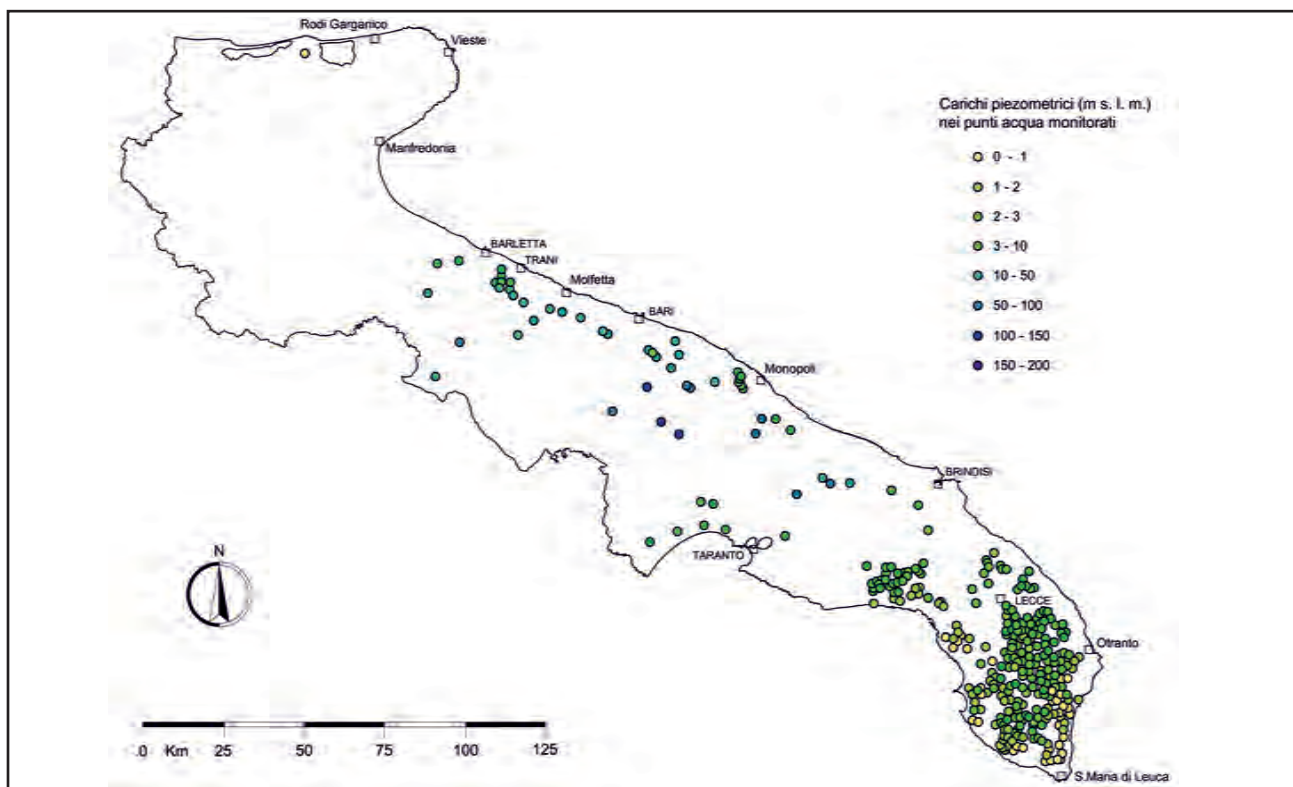 Rodi Garganico
Vieste
Manfredonia
Carichi piezometrici (m s. l. m.)
nei punti acqua monitorati
0 - 1
1 - 2
2 - 3
3 - 10
10 - 50
50 - 100
100 - 150
150 - 200
BARLETTA
TRANI
Molfetta
BARI
Monopoli
BRINDISI
TARANTO
LECCE
Otranto
S.Maria di Leuca
N
0 Km 25 50 75 100 125